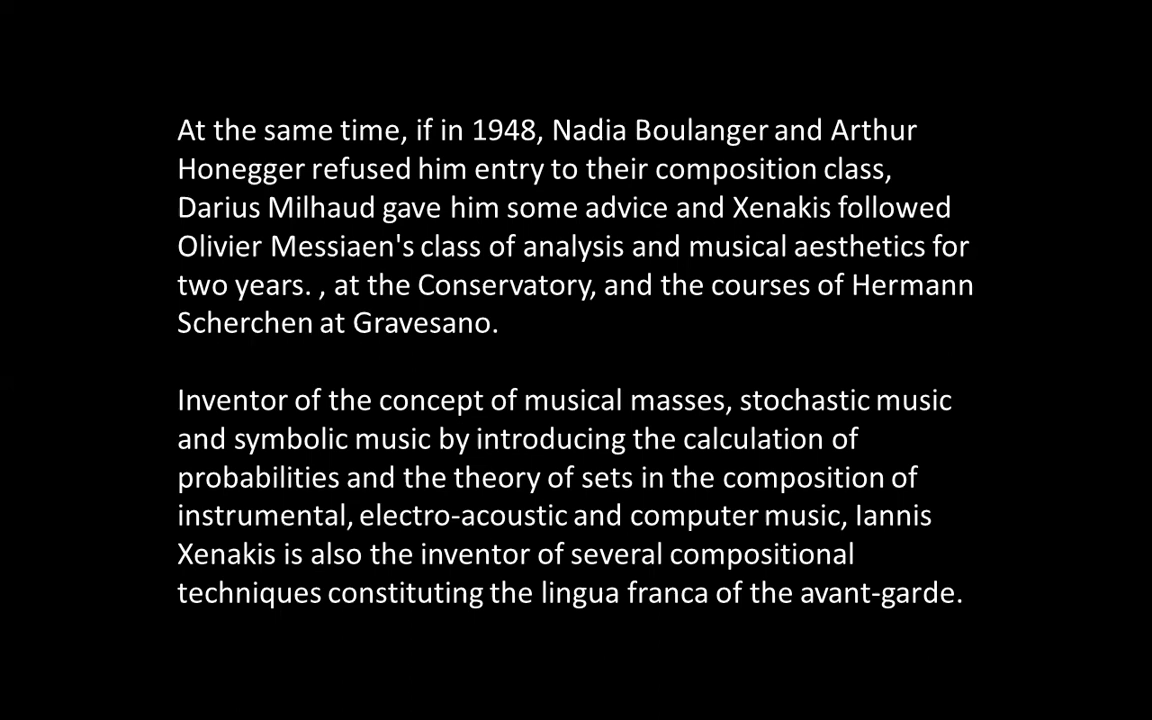 At the same time, if in 1948, Nadia Boulanger and Arthur
Honegger refused him entry to their composition class,
Darius Milhaud gave him some advice and Xenakis followed
Olivier Messiaen's class of analysis and musical aesthetics for
two years. , at the Conservatory, and the courses of Hermann
Scherchen at Gravesano.
Inventor of the concept of musical masses, stochastic music
and symbolic music by introducing the calculation of
probabilities and the theory of sets in the composition of
instrumental, electro-acoustic and computer music, Iannis
Xenakis is also the inventor of several compositional
techniques constituting the lingua franca of the avant-garde.